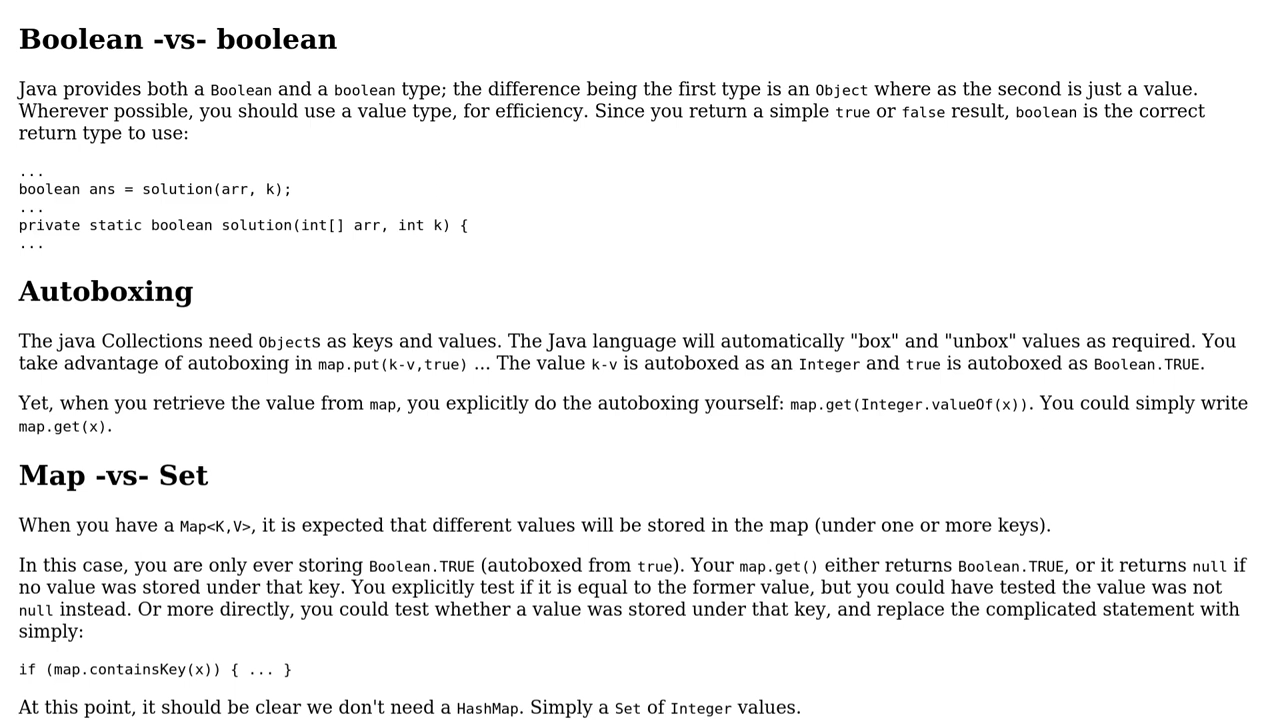 Boolean -vs- boolean
Java provides both a Boolean and a boolean type; the difference being the first type is an Object where as the second is just a value.
Wherever possible, you should use a value type, for efficiency. Since you return a simple true or false result, boolean is the correct
return type to use:
...
boolean ans = solution(arr, k);
...
private static boolean solution(int[] arr, int k) {
...
Autoboxing
The java Collections need Objects as keys and values. The Java language will automatically "box" and "unbox" values as required. You
take advantage of autoboxing in map.put(k-v,true) ... The value k-v is autoboxed as an Integer and true is autoboxed as Boolean.TRUE.
Yet, when you retrieve the value from map, you explicitly do the autoboxing yourself: map.get(Integer.valueOf(x)). You could simply write
map.get(x).
Map -vs- Set
When you have a Map<K,V>, it is expected that different values will be stored in the map (under one or more keys).
In this case, you are only ever storing Boolean.TRUE (autoboxed from true). Your map.get() either returns Boolean.TRUE, or it returns null if
no value was stored under that key. You explicitly test if it is equal to the former value, but you could have tested the value was not
null instead. Or more directly, you could test whether a value was stored under that key, and replace the complicated statement with
simply:
if (map.containsKey(x)) { ... }
At this point, it should be clear we don't need a HashMap. Simply a Set of Integer values.